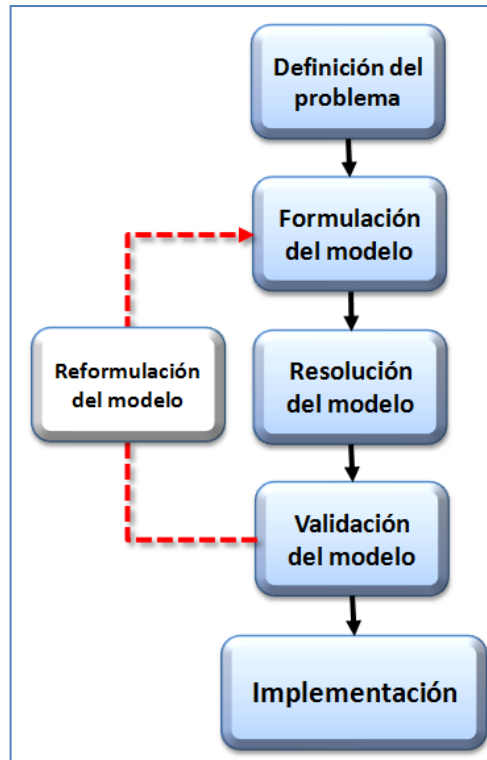 Definición del
problema
Formulación
del modelo
Reformulación
del modelo
Resolución
del modelo
Validación
del modelo
Implementación